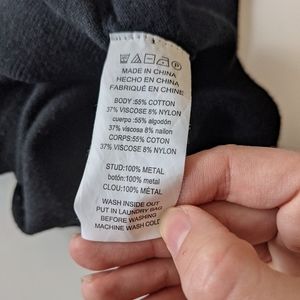 MADE IN CHINA
HECHO EN CHINA
FABRIQUÉ EN CHINE
BODY:55% COTTON
37% VISCOSE 8% NYLON
cuerpo :55% algodón
37% viscosa 8% nailon
CORPS:55% COTON
37% VISCOSE 8% NYLON
STUD:100% METAL
botón:100% metal
CLOU:100% MÉTAL
WASH INSIDE OUT
PUT IN LAUNDRY BAG
BEFORE WASHING
MACHINE WASH COLD